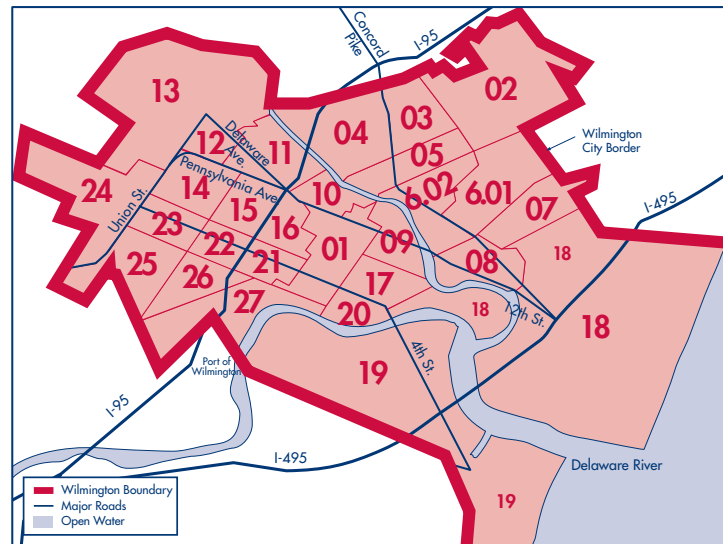 Concord
Pike
I-95
02
13
03
04
12
Delaware
Ave.
11
Wilmington
City Border
05
24
Pennsylvania Ave.
14
10
6.02
6.01
I-495
Union St.
15
07
23
16
22
01
09
18
25
21
08
26
17
27
20
18
12th St.
18
Port of
Wilmington
19
4th St.
I-95
I-495
Delaware River
19
Wilmington Boundary
Major Roads
Open Water